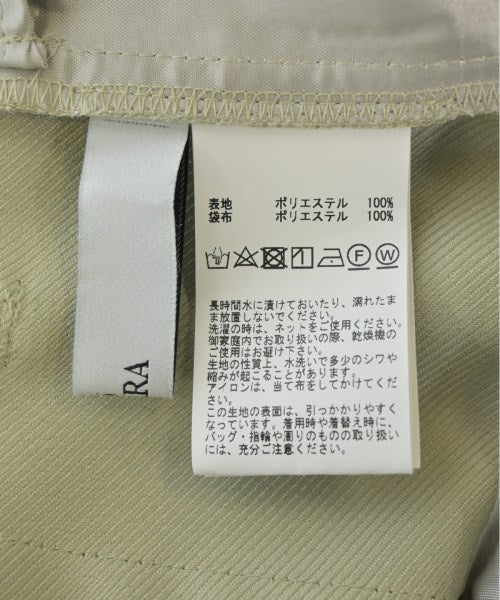 表地 ポリエステル 100%
袋布 ポリエステル 100%
F W
長時間水に漬けておいたり、濡れたま
ま放置しないでください。
洗濯の時は、ネットをご使用ください。
御家庭内でお取り扱いの際、乾燥機の
ご使用はお避け下さい。
生地の性質上、水洗いで多少のシワや
縮みが起こることがあります。
アイロンは、当て布をしてかけてくだ
さい。
この生地の表面は、引っかかりやすく
なっています。着用時や着替え時に、
バッグ・指輪や周りのものの取り扱い
には、充分ご注意ください。
RA